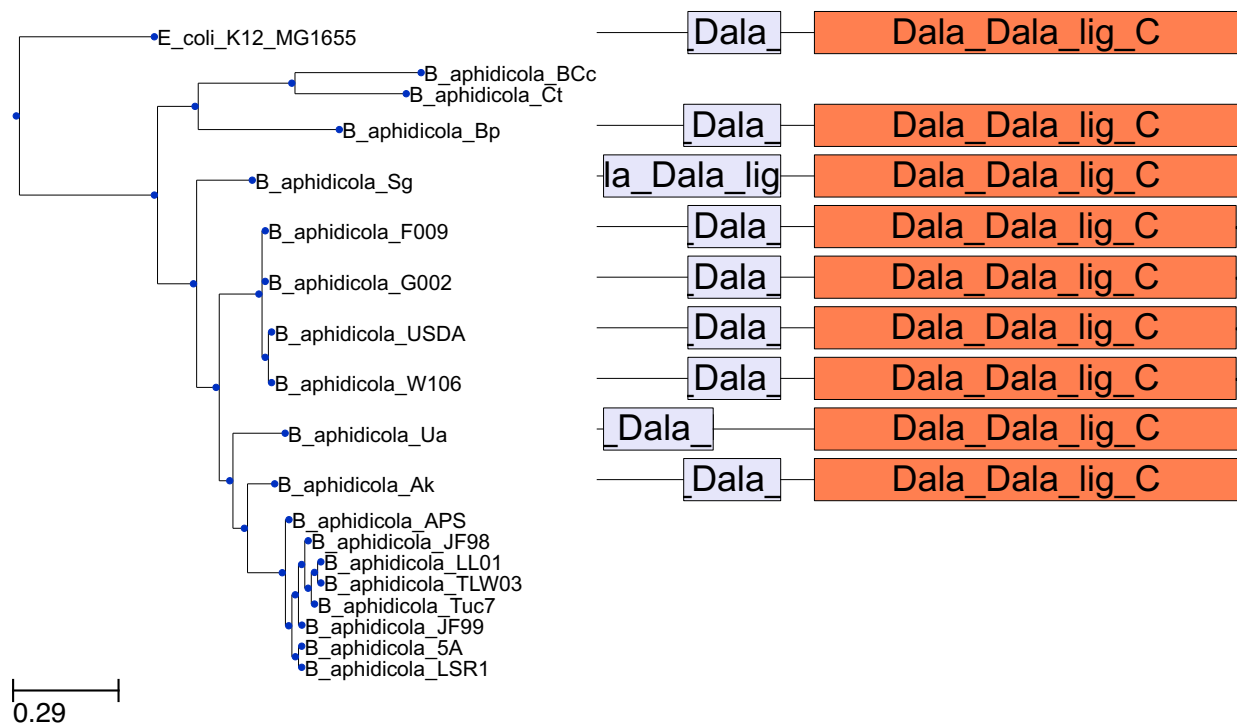 E_coli_K12_MG1655 _Dala_ Dala_Dala_lig_C
B_aphidicola_BCc
B_aphidicola_Ct
B_aphidicola_Bp _Dala_ Dala_Dala_lig_C
B_aphidicola_Sg la_Dala_lig Dala_Dala_lig_C
B_aphidicola_F009 _Dala_ Dala_Dala_lig_C
B_aphidicola_G002 _Dala_ Dala_Dala_lig_C
B_aphidicola_USDA _Dala_ Dala_Dala_lig_C
B_aphidicola_W106 _Dala_ Dala_Dala_lig_C
B_aphidicola_Ua _Dala_ Dala_Dala_lig_C
B_aphidicola_Ak _Dala_ Dala_Dala_lig_C
B_aphidicola_APS
B_aphidicola_JF98
B_aphidicola_LL01
B_aphidicola_TLW03
B_aphidicola_Tuc7
B_aphidicola_JF99
B_aphidicola_5A
B_aphidicola_LSR1
0.29